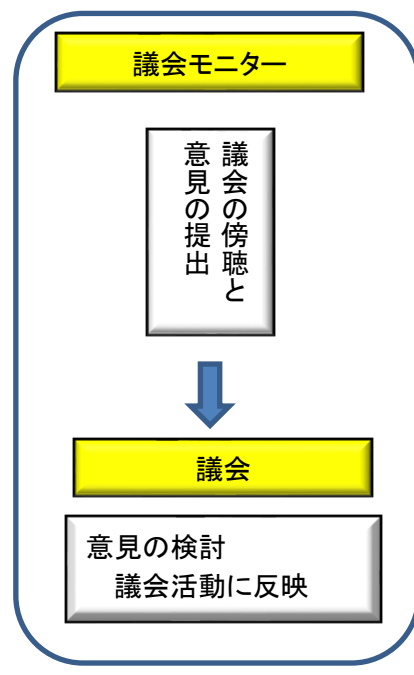 議会モニター
議会の傍聴と
意見の提出
議会
意見の検討
議会活動に反映